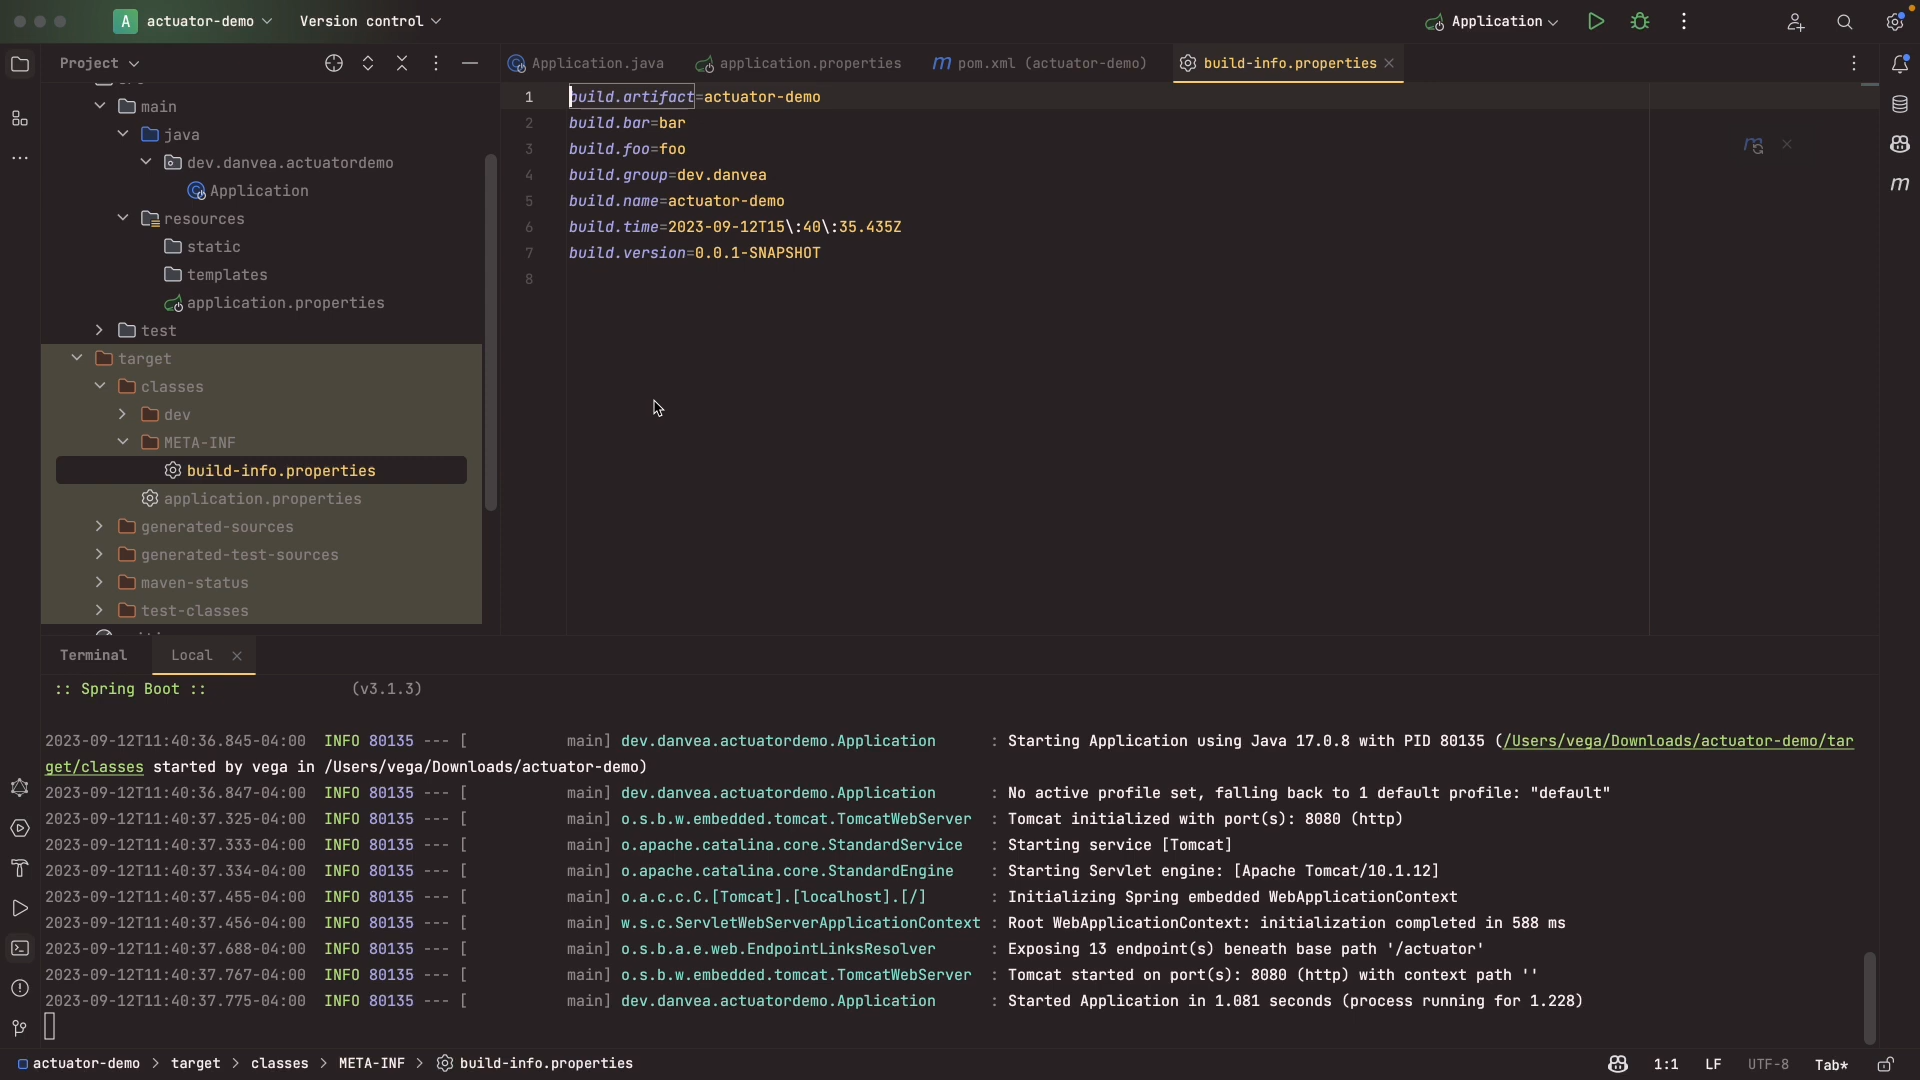 A actuator-demo Version control Application
Project
Application.java application.properties m pom.xml (actuator-demo) build-info.properties
main
java
dev.danvea.actuatordemo
Application
resources
static
templates
application.properties
test
target
classes
dev
META-INF
build-info.properties
application.properties
generated-sources
generated-test-sources
maven-status
test-classes
1 build.artifact=actuator-demo
2 build.bar=bar
3 build.foo=foo
4 build.group=dev.danvea
5 build.name=actuator-demo
6 build.time=2023-09-12T15\:40\:35.435Z
7 build.version=0.0.1-SNAPSHOT
8
m
m
Terminal Local
:: Spring Boot :: (v3.1.3)
2023-09-12T11:40:36.845-04:00 INFO 80135 --- [ main] dev.danvea.actuatordemo.Application : Starting Application using Java 17.0.8 with PID 80135 (/Users/vega/Downloads/actuator-demo/tar
get/classes started by vega in /Users/vega/Downloads/actuator-demo)
2023-09-12T11:40:36.847-04:00 INFO 80135 --- [ main] dev.danvea.actuatordemo.Application : No active profile set, falling back to 1 default profile: "default"
2023-09-12T11:40:37.325-04:00 INFO 80135 --- [ main] o.s.b.w.embedded.tomcat.TomcatWebServer : Tomcat initialized with port(s): 8080 (http)
2023-09-12T11:40:37.333-04:00 INFO 80135 --- [ main] o.apache.catalina.core.StandardService : Starting service [Tomcat]
2023-09-12T11:40:37.334-04:00 INFO 80135 --- [ main] o.apache.catalina.core.StandardEngine : Starting Servlet engine: [Apache Tomcat/10.1.12]
2023-09-12T11:40:37.455-04:00 INFO 80135 --- [ main] o.a.c.c.C.[Tomcat].[localhost].[/] : Initializing Spring embedded WebApplicationContext
2023-09-12T11:40:37.456-04:00 INFO 80135 --- [ main] w.s.c.ServletWebServerApplicationContext : Root WebApplicationContext: initialization completed in 588 ms
2023-09-12T11:40:37.688-04:00 INFO 80135 --- [ main] o.s.b.a.e.web.EndpointLinksResolver : Exposing 13 endpoint(s) beneath base path '/actuator'
2023-09-12T11:40:37.767-04:00 INFO 80135 --- [ main] o.s.b.w.embedded.tomcat.TomcatWebServer : Tomcat started on port(s): 8080 (http) with context path ''
2023-09-12T11:40:37.775-04:00 INFO 80135 --- [ main] dev.danvea.actuatordemo.Application : Started Application in 1.081 seconds (process running for 1.228)
actuator-demo > target > classes > META-INF > build-info.properties 1:1 LF UTF-8 Tab*